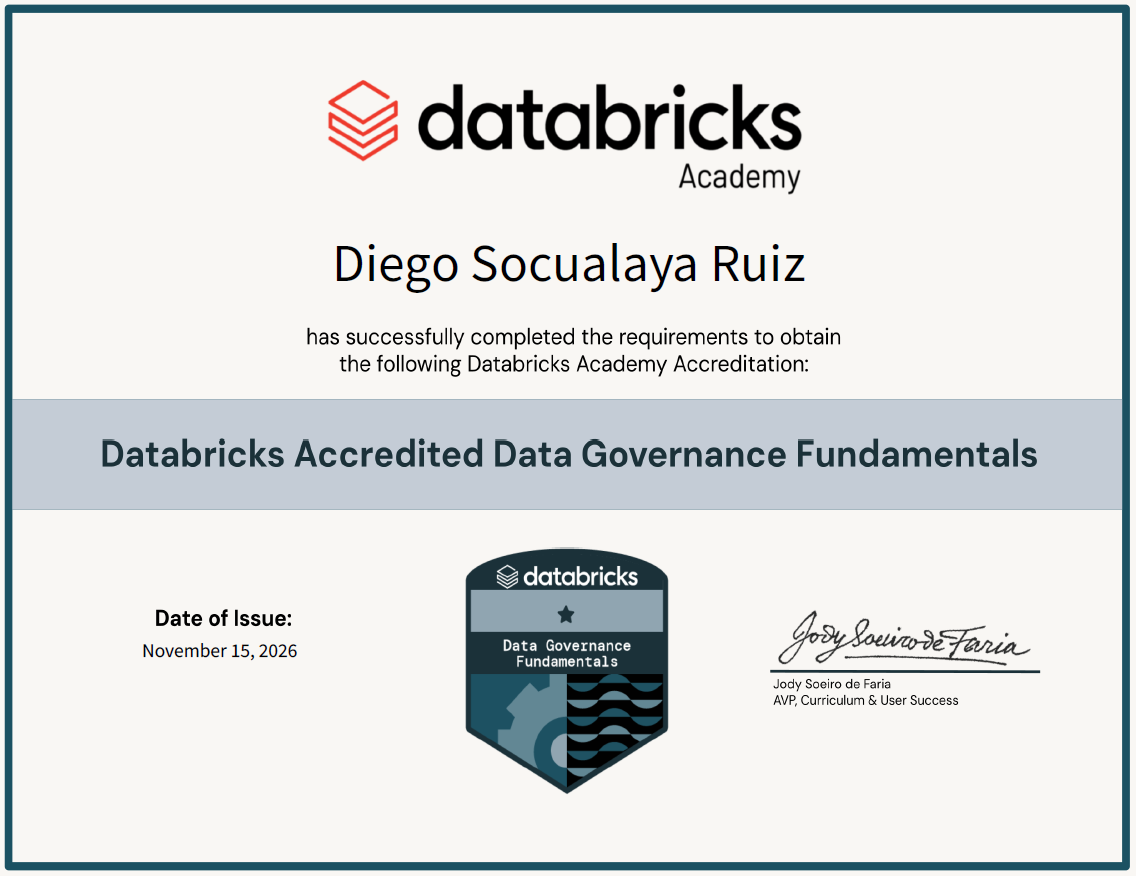 databricks
Academy
Diego Socualaya Ruiz
has successfully completed the requirements to obtain
the following Databricks Academy Accreditation:
Databricks Accredited Data Governance Fundamentals
Date of Issue:
November 15, 2026
databricks
Data Governance
Fundamentals
Jody Soeiro de Faria
Jody Soeiro de Faria
AVP, Curriculum & User Success